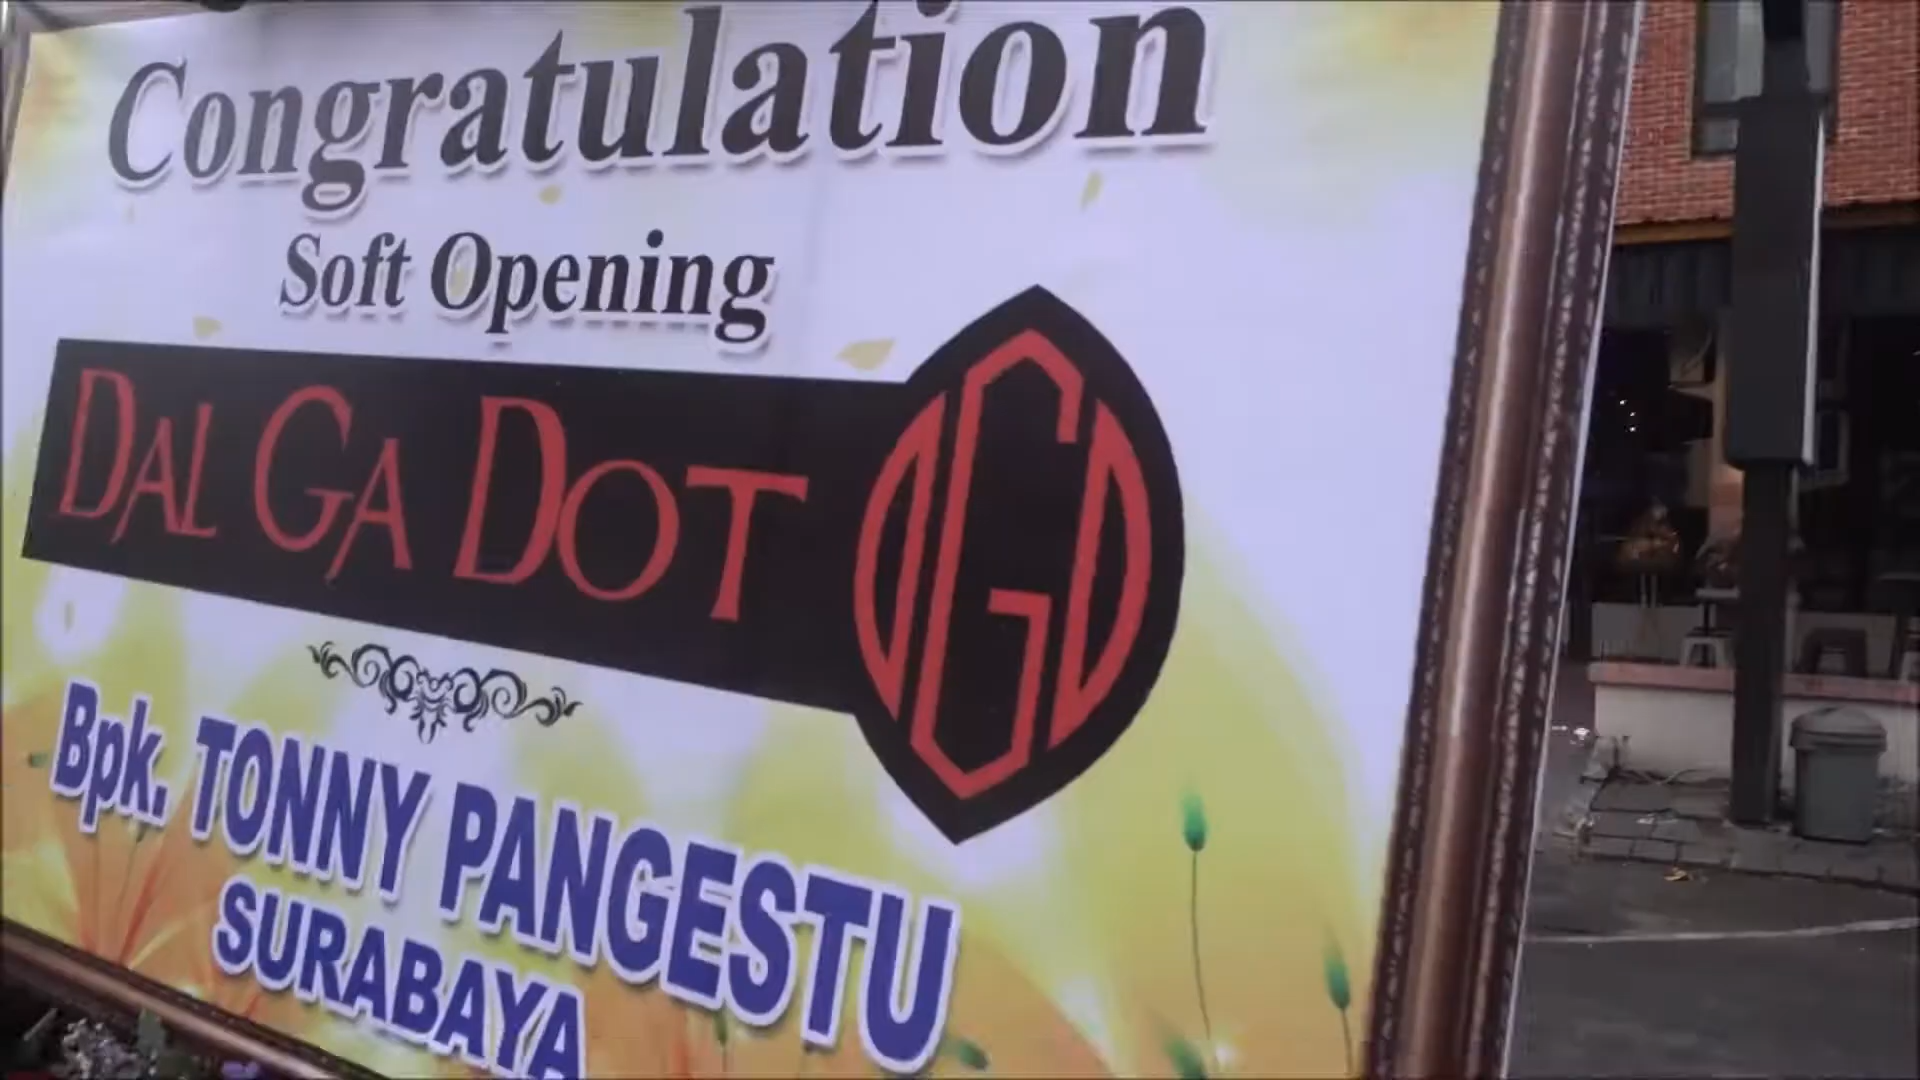 Congratulation
Soft Opening
DAL GA DOT
DGD
Bpk. TONNY PANGESTU
SURABAYA